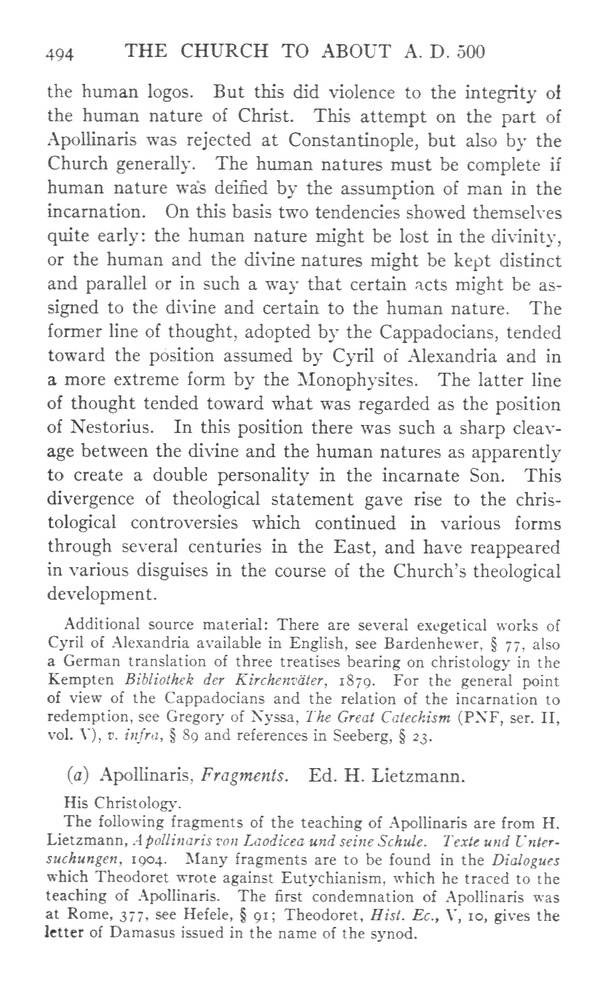 494 THE CHURCH TO ABOUT A. D. 500
the human logos. But this did violence to the integrity of
the human nature of Christ. This attempt on the part of
Apollinaris was rejected at Constantinople, but also by the
Church generally. The human natures must be complete if
human nature was deified by the assumption of man in the
incarnation. On this basis two tendencies showed themselves
quite early: the human nature might be lost in the divinity,
or the human and the divine natures might be kept distinct
and parallel or in such a way that certain acts might be as-
signed to the divine and certain to the human nature. The
former line of thought, adopted by the Cappadocians, tended
toward the position assumed by Cyril of Alexandria and in
a more extreme form by the Monophysites. The latter line
of thought tended toward what was regarded as the position
of Nestorius. In this position there was such a sharp cleav-
age between the divine and the human natures as apparently
to create a double personality in the incarnate Son. This
divergence of theological statement gave rise to the chris-
tological controversies which continued in various forms
through several centuries in the East, and have reappeared
in various disguises in the course of the Church's theological
development.
Additional source material: There are several exegetical works of
Cyril of Alexandria available in English, see Bardenhewer, § 77, also
a German translation of three treatises bearing on christology in the
Kempten Bibliothek der Kirchenväter, 1879. For the general point
of view of the Cappadocians and the relation of the incarnation to
redemption, see Gregory of Nyssa, The Great Catechism (PNF, ser. II,
vol. V), v. infra, § 89 and references in Seeberg, § 23.
(a) Apollinaris, Fragments. Ed. H. Lietzmann.
His Christology.
The following fragments of the teaching of Apollinaris are from H.
Lietzmann, Apollinaris von Laodicea und seine Schule. Texte und Unter-
suchungen, 1904. Many fragments are to be found in the Dialogues
which Theodoret wrote against Eutychianism, which he traced to the
teaching of Apollinaris. The first condemnation of Apollinaris was
at Rome, 377, see Hefele, § 91; Theodoret, Hist. Ec., V, 10, gives the
letter of Damasus issued in the name of the synod.